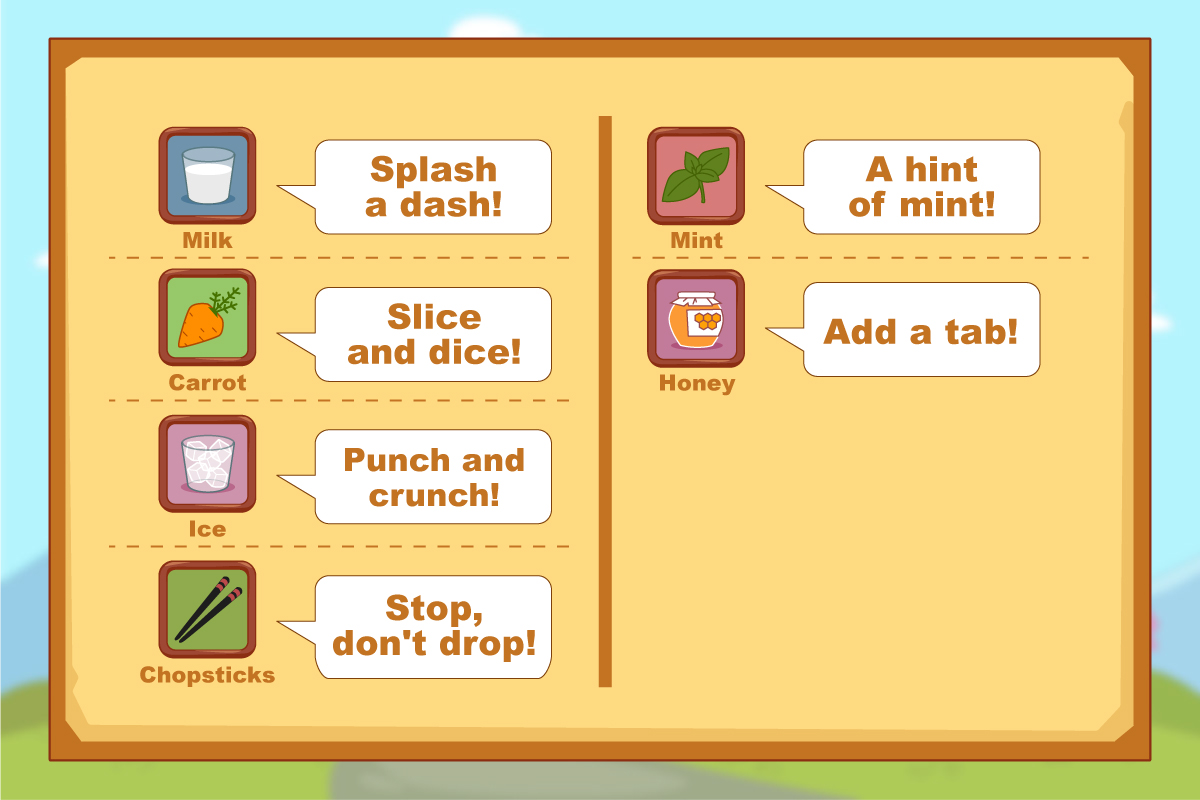 Splash
a dash!
Milk
Slice
and dice!
Carrot
Punch and
crunch!
Ice
Stop,
don't drop!
Chopsticks
A hint
of mint!
Mint
Add a tab!
Honey